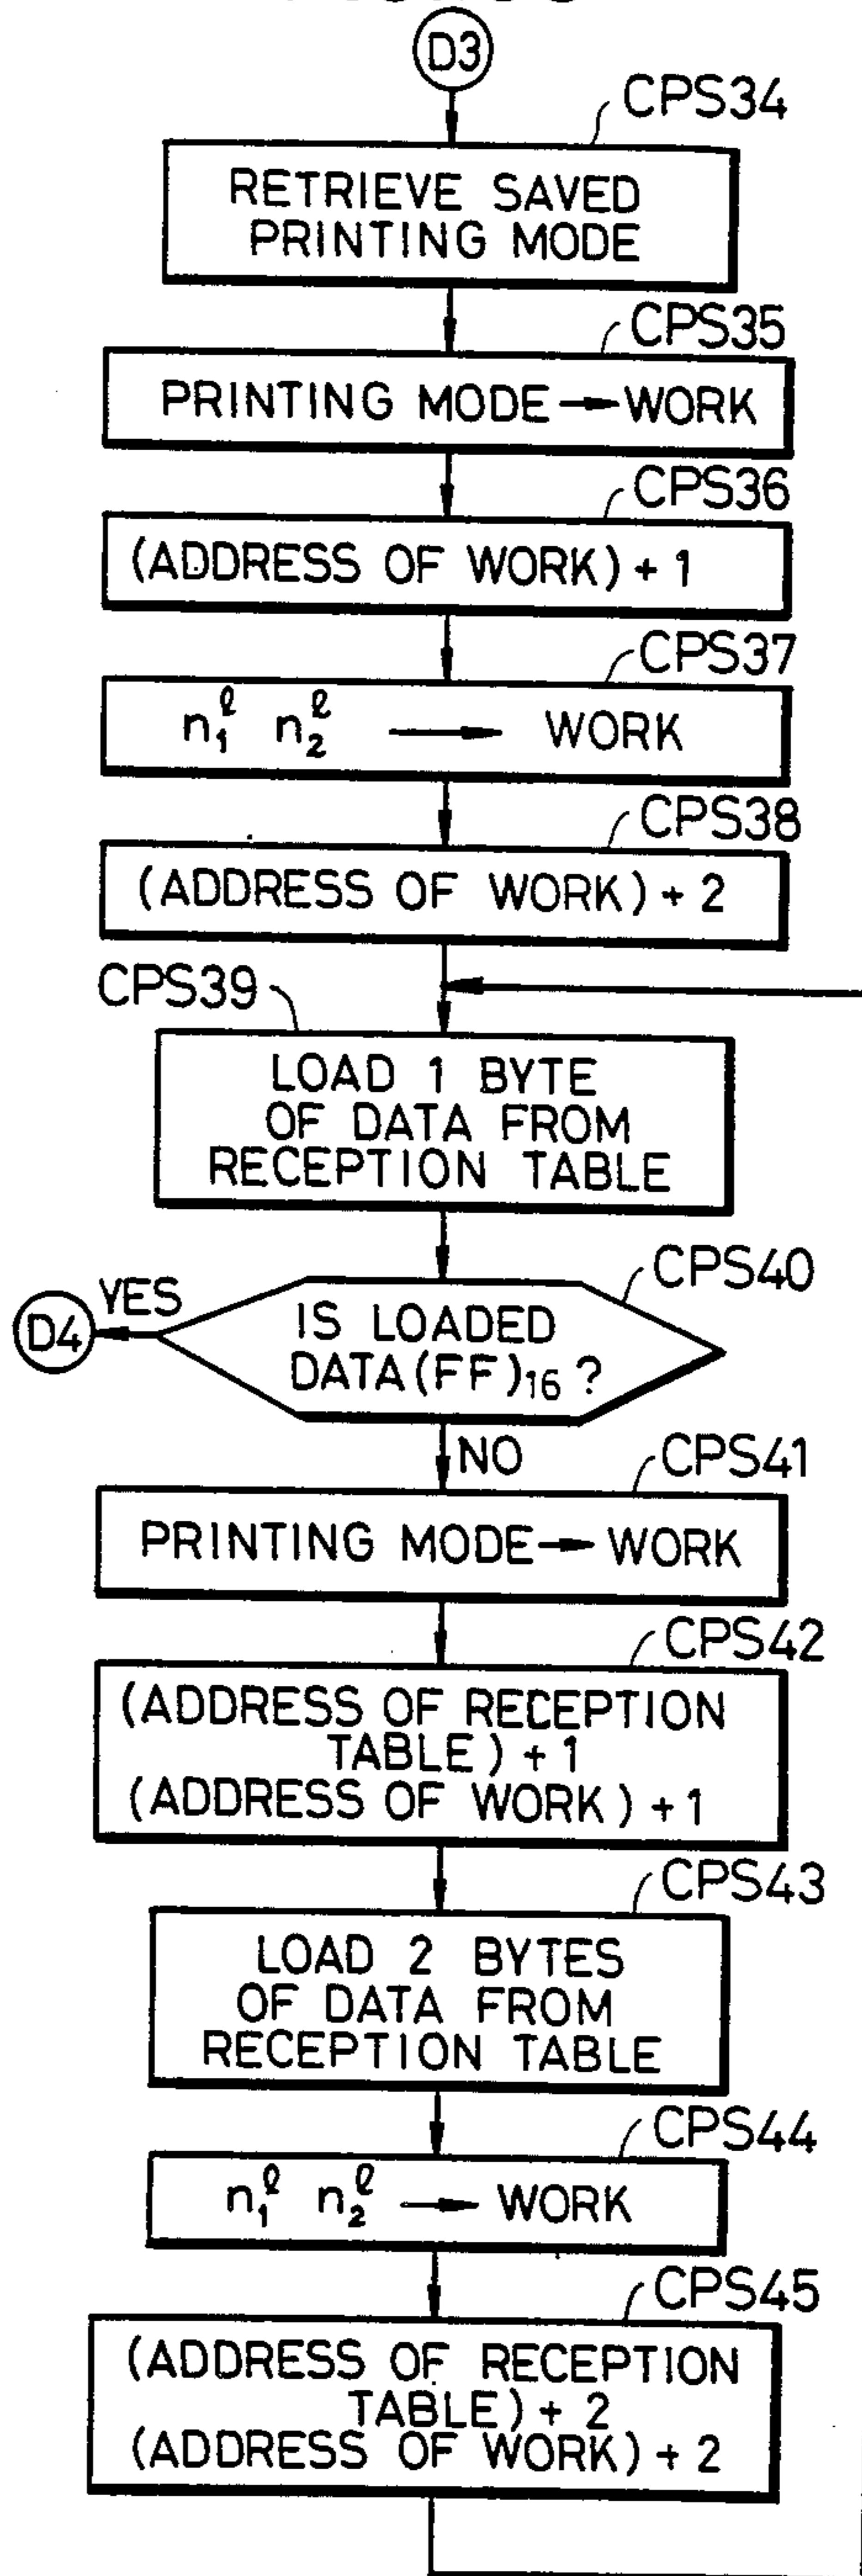 D3
CPS34
RETRIEVE SAVED
PRINTING MODE
CPS35
PRINTING MODE → WORK
CPS36
(ADDRESS OF WORK) + 1
CPS37
n₁ˡ n₂ˡ → WORK
CPS38
(ADDRESS OF WORK) + 2
CPS39
LOAD 1 BYTE
OF DATA FROM
RECEPTION TABLE
CPS40
YES
D4
IS LOADED
DATA(FF)₁₆ ?
NO
CPS41
PRINTING MODE → WORK
CPS42
(ADDRESS OF RECEPTION
TABLE) + 1
(ADDRESS OF WORK) + 1
CPS43
LOAD 2 BYTES
OF DATA FROM
RECEPTION TABLE
CPS44
n₁ˡ n₂ˡ → WORK
CPS45
(ADDRESS OF RECEPTION
TABLE) + 2
(ADDRESS OF WORK) + 2